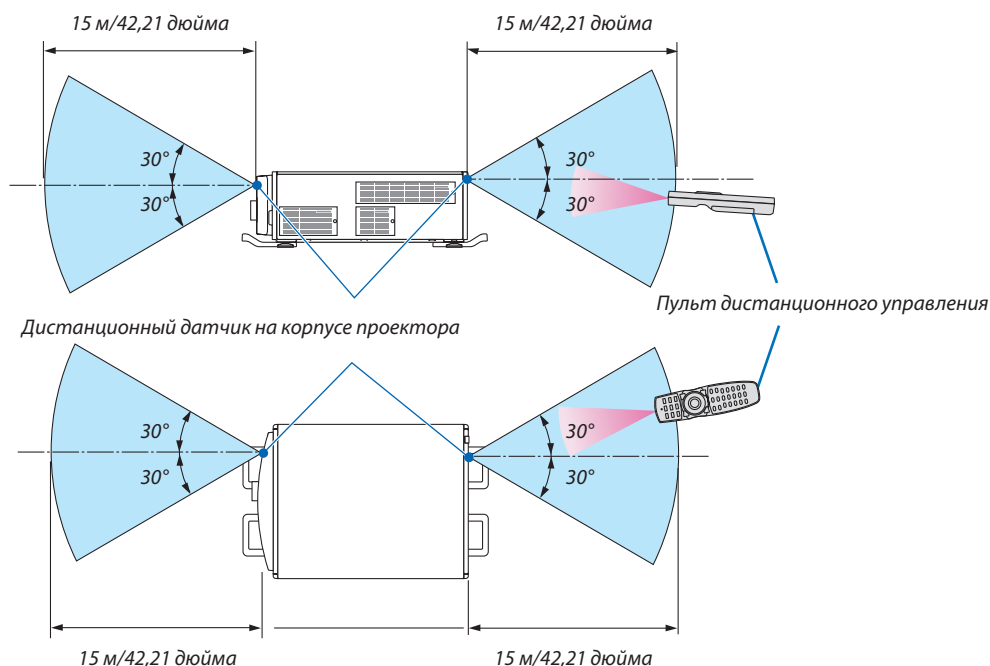 15 м/42,21 дюйма
15 м/42,21 дюйма
30°
30°
30°
30°
Пульт дистанционного управления
Дистанционный датчик на корпусе проектора
30°
30°
30°
30°
15 м/42,21 дюйма
15 м/42,21 дюйма